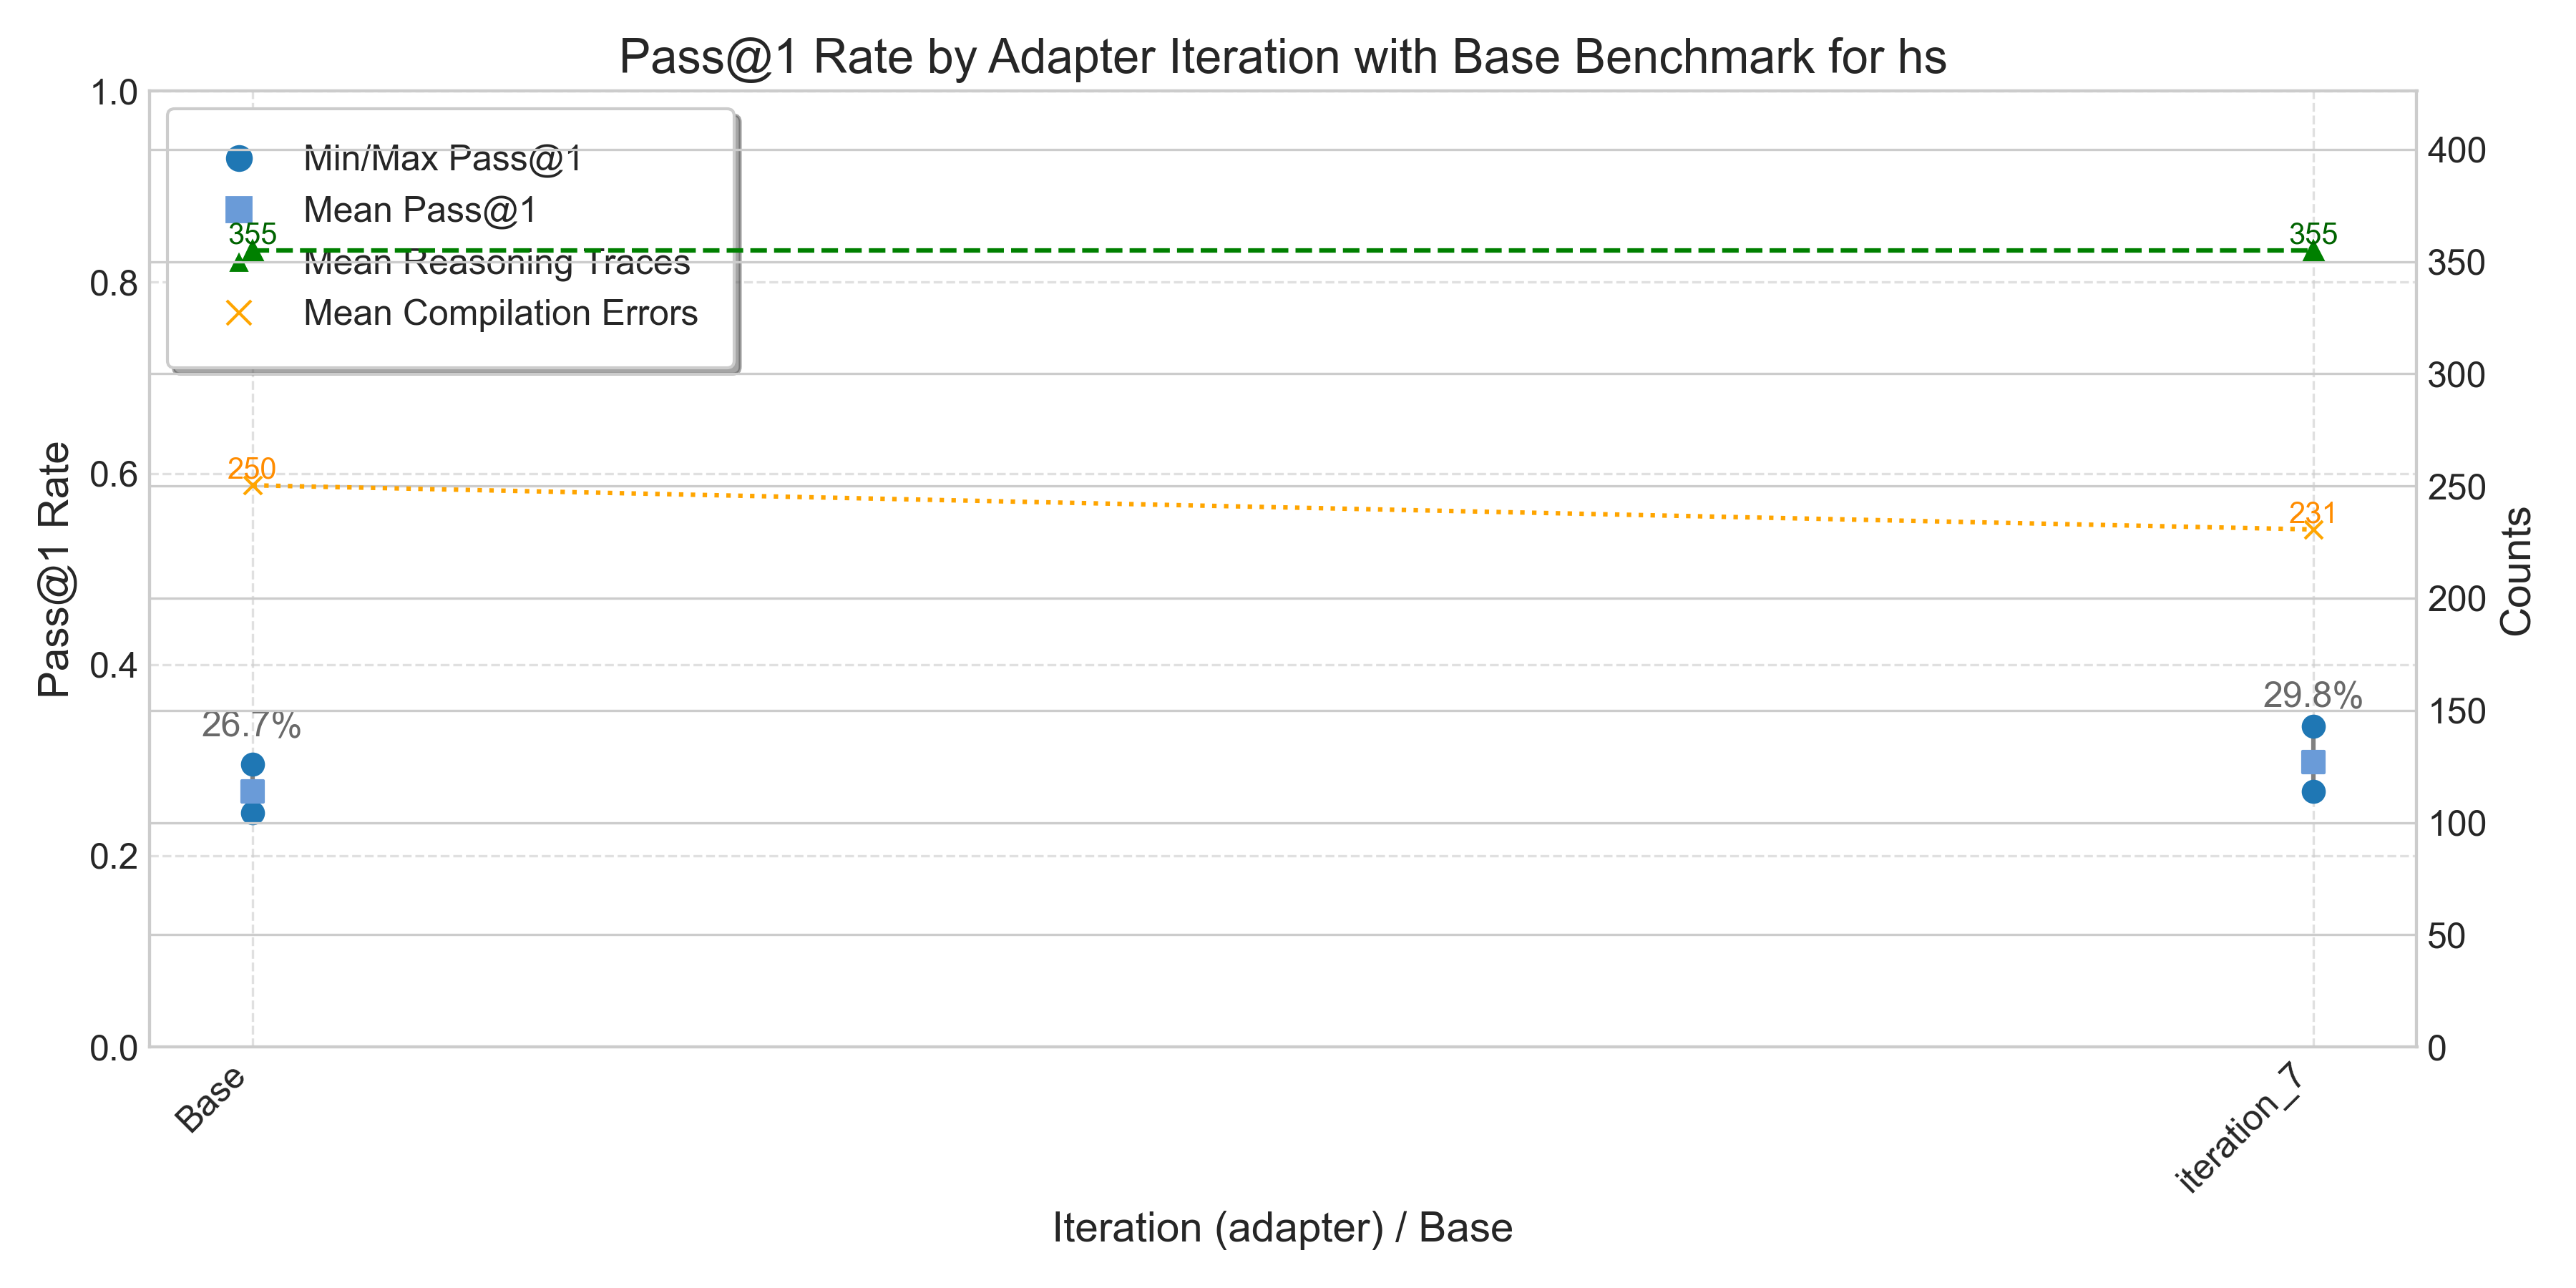 Pass@1 Rate by Adapter Iteration with Base Benchmark for hs
Pass@1 Rate
1.0
0.8
0.6
0.4
0.2
0.0
Min/Max Pass@1
Mean Pass@1
Mean Reasoning Traces
Mean Compilation Errors
355
355
250
231
26.7%
29.8%
400
350
300
250
200
150
100
50
0
Counts
Base
iteration_7
Iteration (adapter) / Base